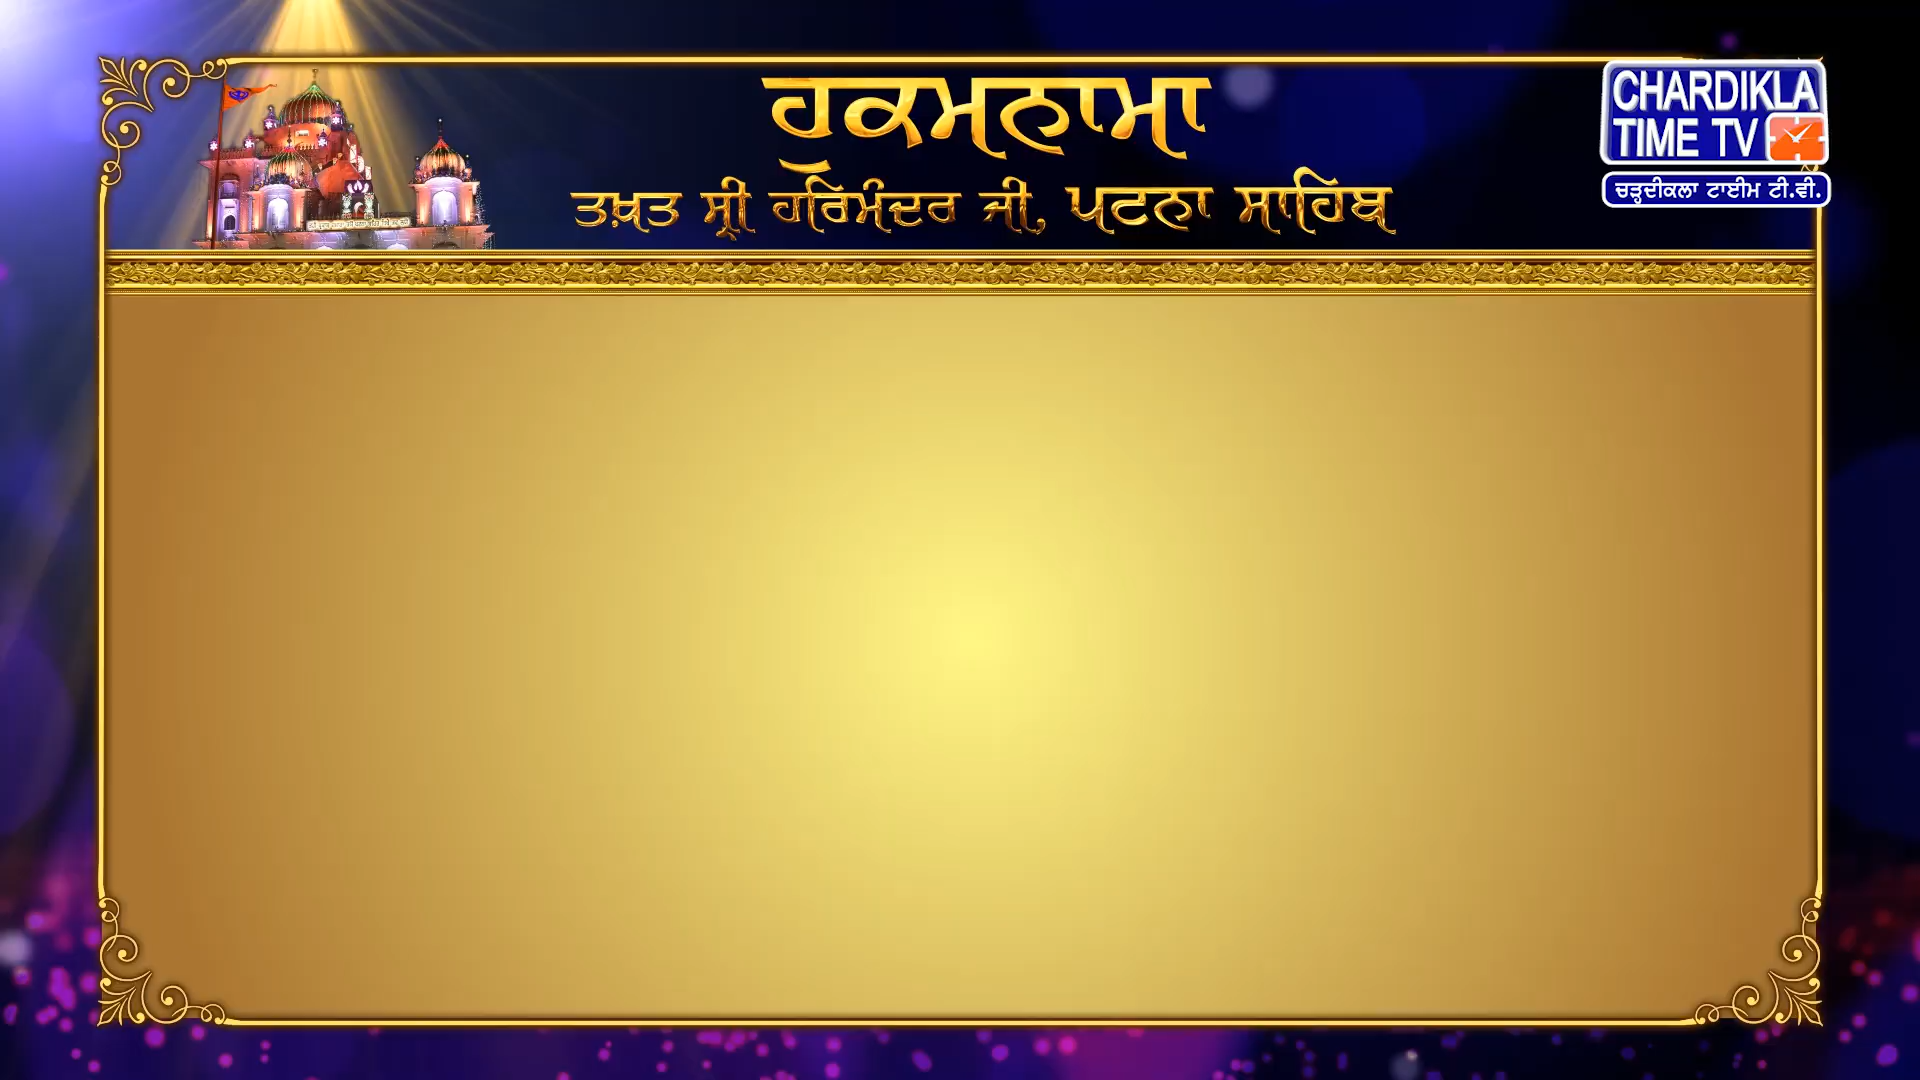 ਹੁਕਮਨਾਮਾ
ਤਖ਼ਤ ਸ੍ਰੀ ਹਰਿਮੰਦਰ ਜੀ, ਪਟਨਾ ਸਾਹਿਬ
CHARDIKLA
TIME TV
ਚੜ੍ਹਦੀਕਲਾ ਟਾਈਮ ਟੀ.ਵੀ.